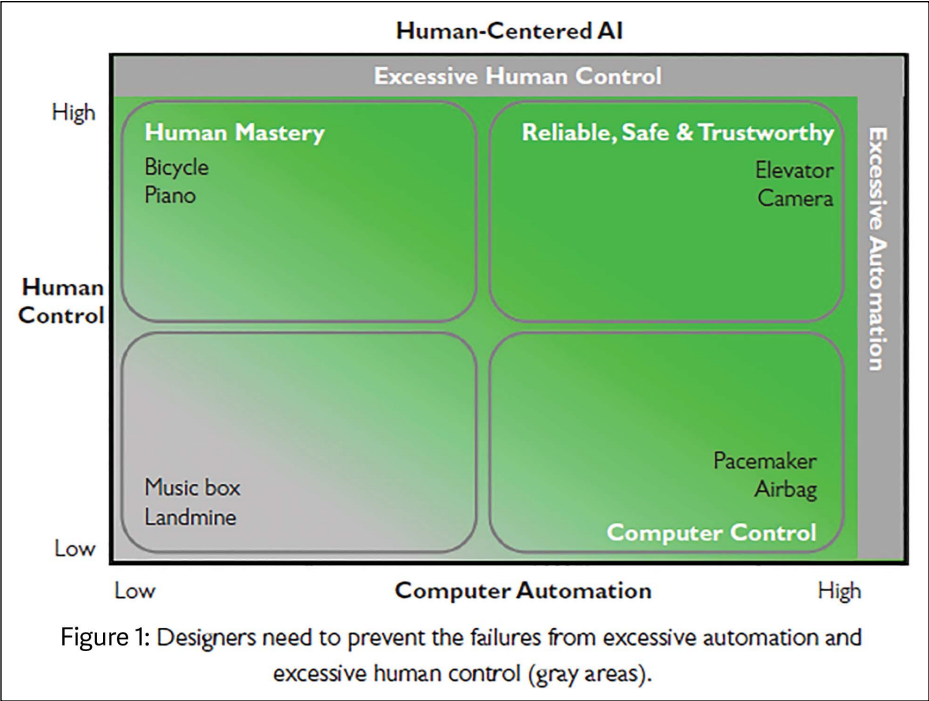 Human-Centered AI
Excessive Human Control
High
Human Mastery
Bicycle
Piano
Reliable, Safe & Trustworthy
Elevator
Camera
Excessive Automation
Human
Control
Music box
Landmine
Pacemaker
Airbag
Computer Control
Low
Low
Computer Automation
High
Figure 1: Designers need to prevent the failures from excessive automation and
excessive human control (gray areas).